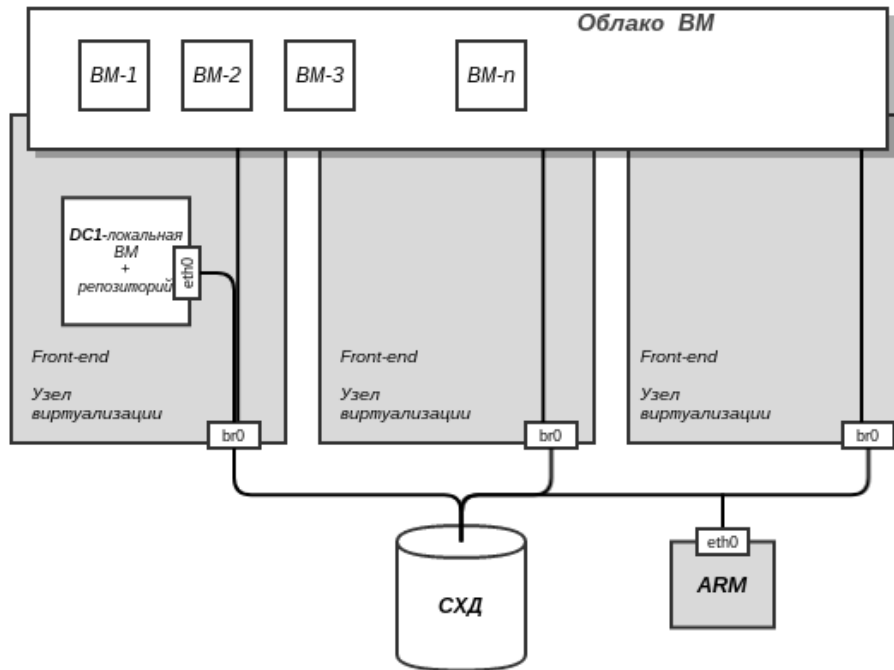 Облако ВМ
ВМ-1
ВМ-2
ВМ-3
ВМ-n
DC1-локальная
ВМ
+
репозиторий
eth0
Front-end
Узел
виртуализации
br0
Front-end
Узел
виртуализации
br0
Front-end
Узел
виртуализации
br0
eth0
СХД
ARM